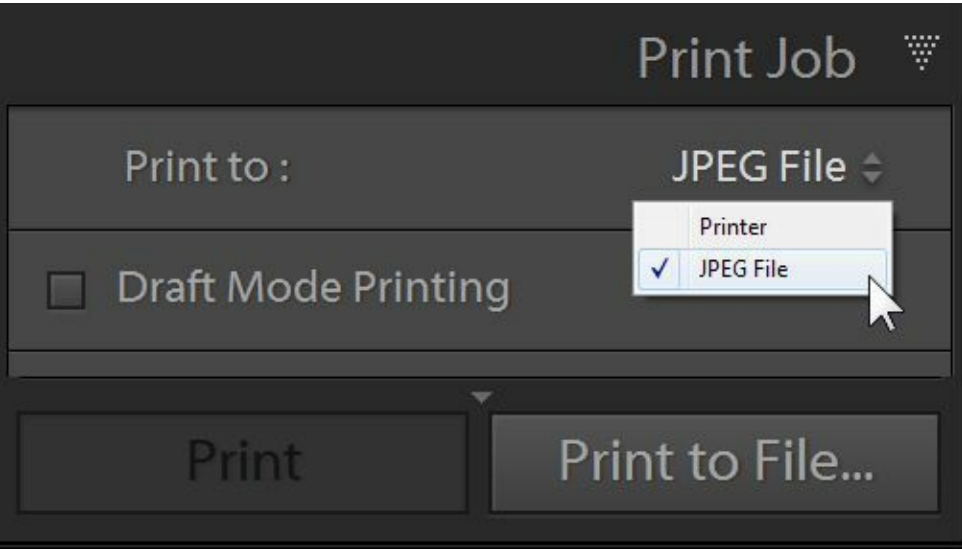 Print Job
Print to : JPEG File
Printer
✓ JPEG File
Draft Mode Printing
Print Print to File...